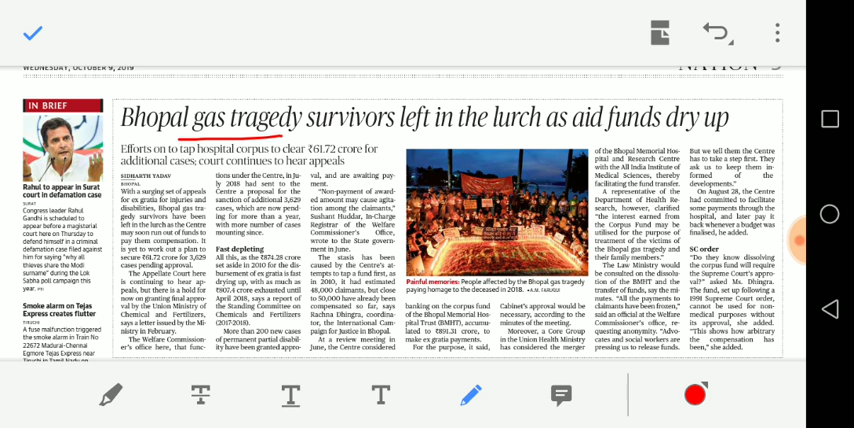 WEDNESDAY, OCTOBER 9, 2019
NATION
IN BRIEF
Rahul to appear in Surat
court in defamation case
SURAT
Congress leader Rahul
Gandhi is scheduled to
appear before a magisterial
court here on Thursday to
defend himself in a criminal
defamation case filed against
him for saying "why all
thieves share the Modi
surname" during the Lok
Sabha poll campaign this
year. PTI
Smoke alarm on Tejas
Express creates flutter
TIRUCHI
A fuse malfunction triggered
the smoke alarm in Train No
22672 Madurai-Chennai
Egmore Tejas Express near
Bhopal gas tragedy survivors left in the lurch as aid funds dry up
Efforts on to tap hospital corpus to clear ₹61.72 crore for
additional cases; court continues to hear appeals
SIDHARTH YADAV
BHOPAL
With a surging set of appeals
for ex gratia for injuries and
disabilities, Bhopal gas tra-
gedy survivors have been
left in the lurch as the Centre
may soon run out of funds to
pay them compensation. It
is yet to work out a plan to
secure ₹61.72 crore for 3,629
cases pending approval.
The Appellate Court here
is continuing to hear ap-
peals, but there is a hold for
now on granting final appro-
val by the Union Ministry of
Chemical and Fertilizers,
says a letter issued by the Mi-
nistry in February.
The Welfare Commission-
er's office here, that func-
tions under the Centre, in Ju-
ly 2018 had sent to the
Centre a proposal for the
sanction of additional 3,629
cases, which are now pend-
ing for more than a year,
with more number of cases
mounting since.
Fast depleting
All this, as the ₹874.28 crore
set aside in 2010 for the dis-
bursement of ex gratia is fast
drying up, with as much as
₹807.4 crore exhausted until
April 2018, says a report of
the Standing Committee on
Chemicals and Fertilizers
(2017-2018).
More than 200 new cases
of permanent partial disabil-
ity have been granted appro-
val, and are awaiting pay-
ment.
"Non-payment of award-
ed amount may cause agita-
tion among the claimants,"
Sushant Huddar, In-Charge
Registrar of the Welfare
Commissioner's Office,
wrote to the State govern-
ment in June.
The stasis has been
caused by the Centre's at-
tempts to tap a fund first, as
in 2010, it had estimated
48,000 claimants, but close
to 50,000 have already been
compensated so far, says
Rachna Dhingra, coordina-
tor, the International Cam-
paign for Justice in Bhopal.
At a review meeting in
June, the Centre considered
Painful memories: People affected by the Bhopal gas tragedy
paying homage to the deceased in 2018. A.M. FARUQUI
banking on the corpus fund
of the Bhopal Memorial Hos-
pital Trust (BMHT), accumu-
lated to ₹891.31 crore, to
make ex gratia payments.
For the purpose, it said,
Cabinet's approval would be
necessary, according to the
minutes of the meeting.
Moreover, a Core Group
in the Union Health Ministry
has considered the merger
of the Bhopal Memorial Hos-
pital and Research Centre
with the All India Institute of
Medical Sciences, thereby
facilitating the fund transfer.
A representative of the
Department of Health Re-
search, however, clarified
"the interest earned from
the Corpus Fund may be
utilised for the purpose of
treatment of the victims of
the Bhopal gas tragedy and
their family members."
The Law Ministry would
be consulted on the dissolu-
tion of the BMHT and the
transfer of funds, say the mi-
nutes. "All the payments to
claimants have been frozen,"
said an official at the Welfare
Commissioner's office, re-
questing anonymity. "Advo-
cates and social workers are
pressing us to release funds.
But we tell them the Centre
has to take a step first. They
ask us to keep them in-
formed of the
developments."
On August 28, the Centre
had committed to facilitate
some payments through the
hospital, and later pay it
back whenever a budget was
finalised, he added.
SC order
"Do they know dissolving
the corpus fund will require
the Supreme Court's appro-
val?" asked Ms. Dhingra.
The fund, set up following a
1991 Supreme Court order,
cannot be used for non-
medical purposes without
its approval, she added.
"This shows how arbitrary
the compensation has
been," she added.